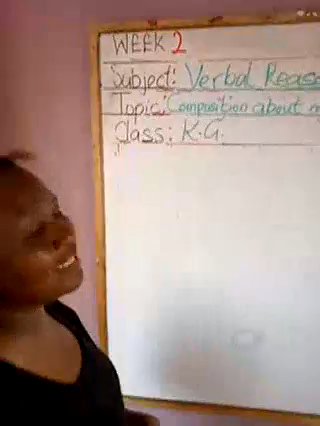 WEEK 2
Subject: Verbal Reas
Topic: Composition about m
Class: K.G.